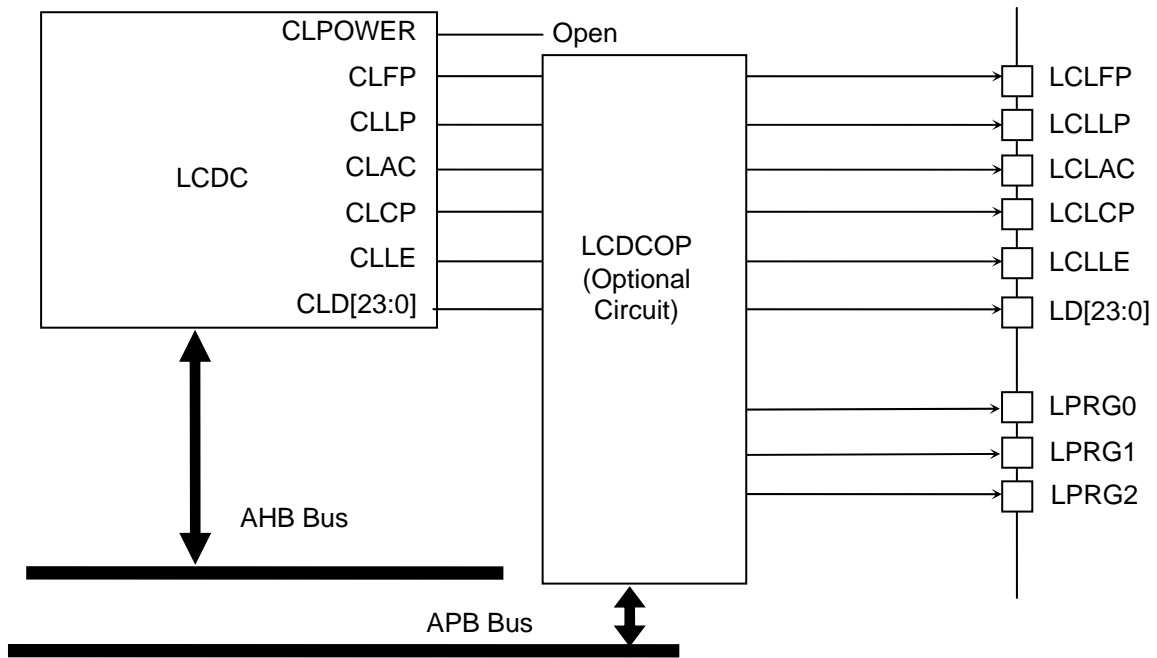 CLPOWER
Open
CLFP
CLLP
CLAC
CLCP
CLLE
CLD[23:0]
LCDC
LCDCOP
(Optional
Circuit)
LCLFP
LCLLP
LCLAC
LCLCP
LCLLE
LD[23:0]
LPRG0
LPRG1
LPRG2
AHB Bus
APB Bus